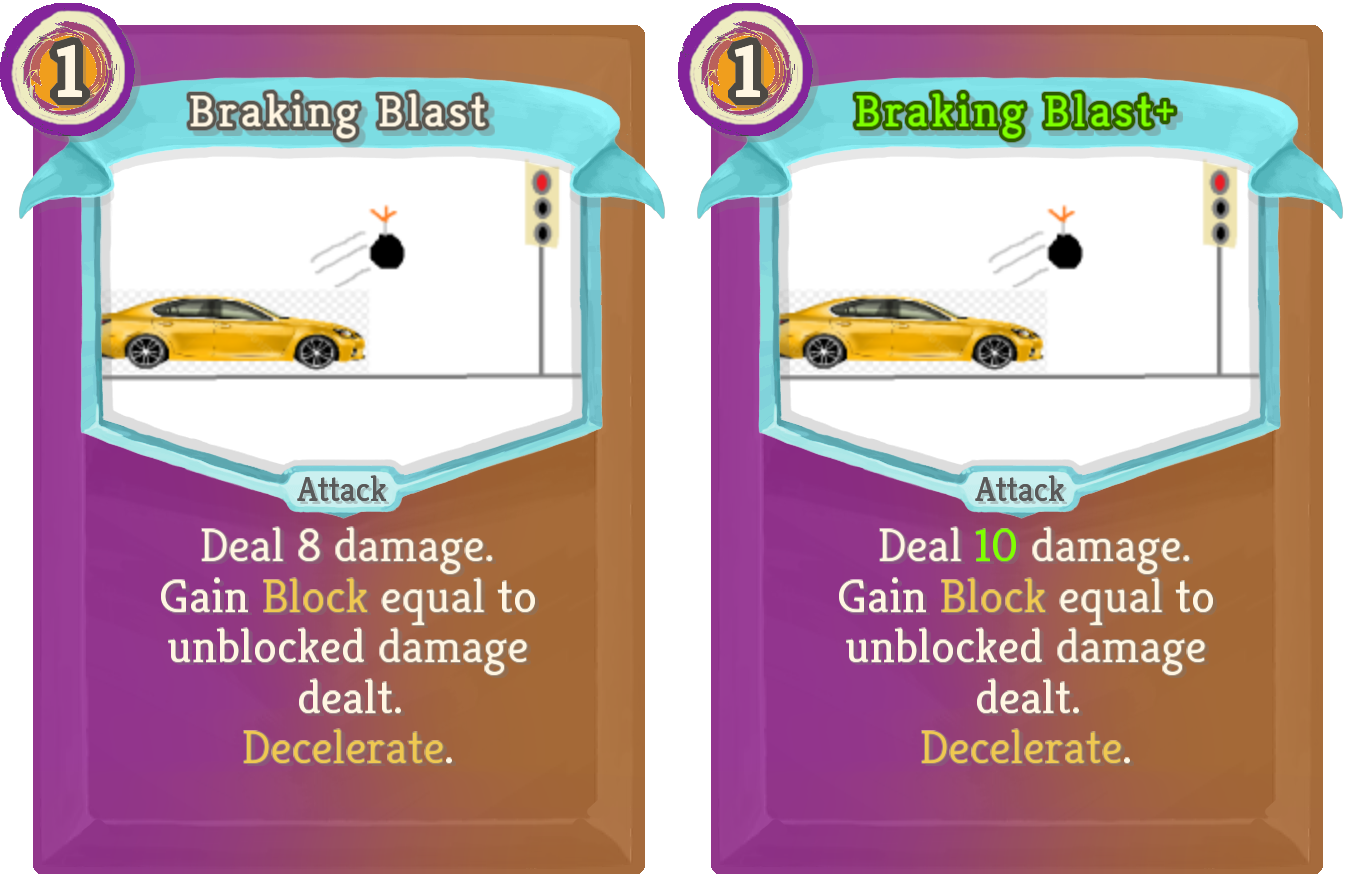 1
Braking Blast
Attack
Deal 8 damage.
Gain Block equal to
unblocked damage
dealt.
Decelerate.
1
Braking Blast+
Attack
Deal 10 damage.
Gain Block equal to
unblocked damage
dealt.
Decelerate.